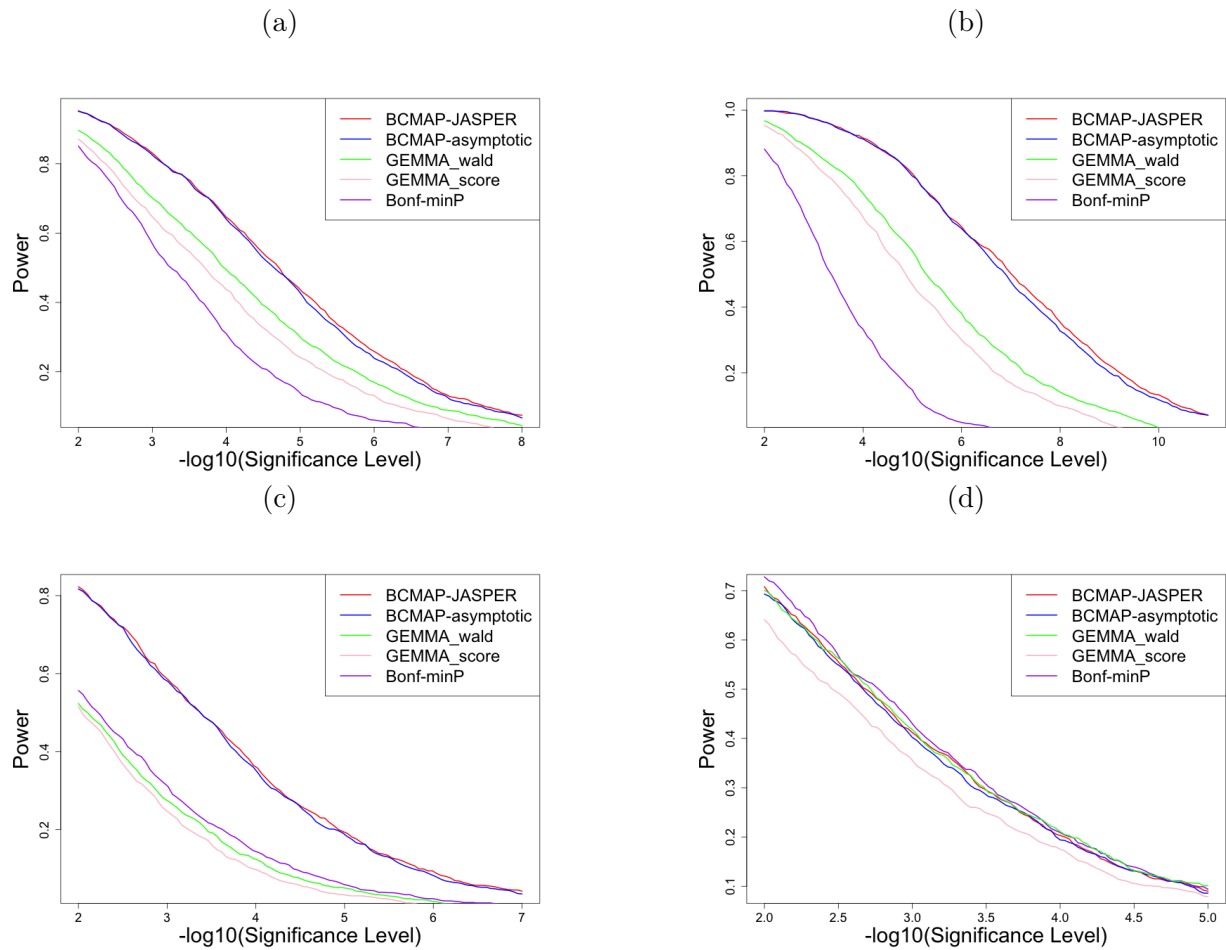 (a)
Power
0.2
0.4
0.6
0.8
BCMAP-JASPER
BCMAP-asymptotic
GEMMA_wald
GEMMA_score
Bonf-minP
2 3 4 5 6 7 8
-log10(Significance Level)
(b)
Power
0.2
0.4
0.6
0.8
1.0
BCMAP-JASPER
BCMAP-asymptotic
GEMMA_wald
GEMMA_score
Bonf-minP
2 4 6 8 10
-log10(Significance Level)
(c)
Power
0.2
0.4
0.6
0.8
BCMAP-JASPER
BCMAP-asymptotic
GEMMA_wald
GEMMA_score
Bonf-minP
2 3 4 5 6 7
-log10(Significance Level)
(d)
Power
0.1
0.2
0.3
0.4
0.5
0.6
0.7
BCMAP-JASPER
BCMAP-asymptotic
GEMMA_wald
GEMMA_score
Bonf-minP
2.0 2.5 3.0 3.5 4.0 4.5 5.0
-log10(Significance Level)